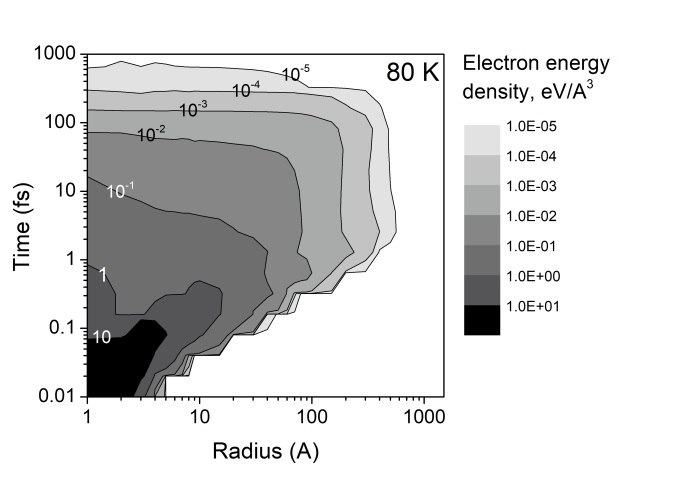 1000
100
10
1
0.1
0.01
Time (fs)
80 K
10⁻⁵
10⁻⁴
10⁻³
10⁻²
10⁻¹
1
10
1
10
100
1000
Radius (A)
Electron energy
density, eV/A³
1.0E-05
1.0E-04
1.0E-03
1.0E-02
1.0E-01
1.0E+00
1.0E+01